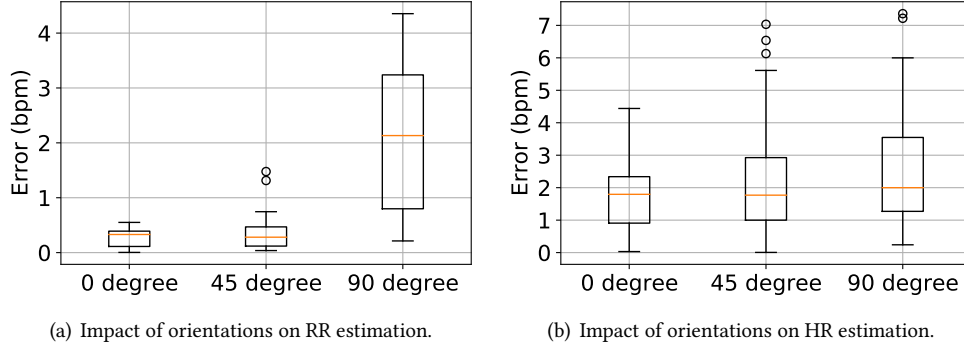 Error (bpm)
4
3
2
1
0
0 degree 45 degree 90 degree
(a) Impact of orientations on RR estimation.
Error (bpm)
7
6
5
4
3
2
1
0
0 degree 45 degree 90 degree
(b) Impact of orientations on HR estimation.